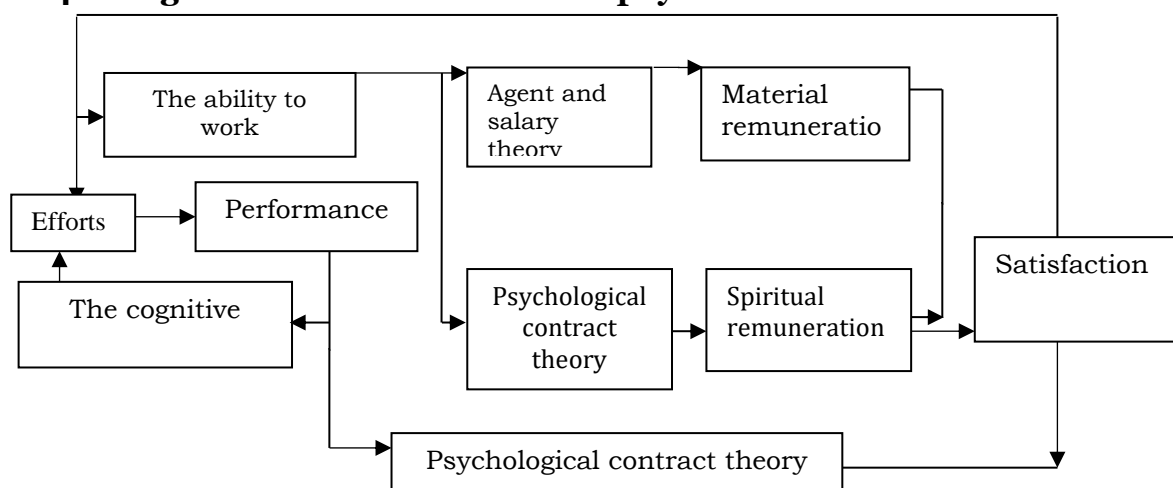 The ability to
work
Agent and
salary
theory
Material
remuneratio
Efforts
Performance
Satisfaction
The cognitive
Psychological
contract
theory
Spiritual
remuneration
Psychological contract theory